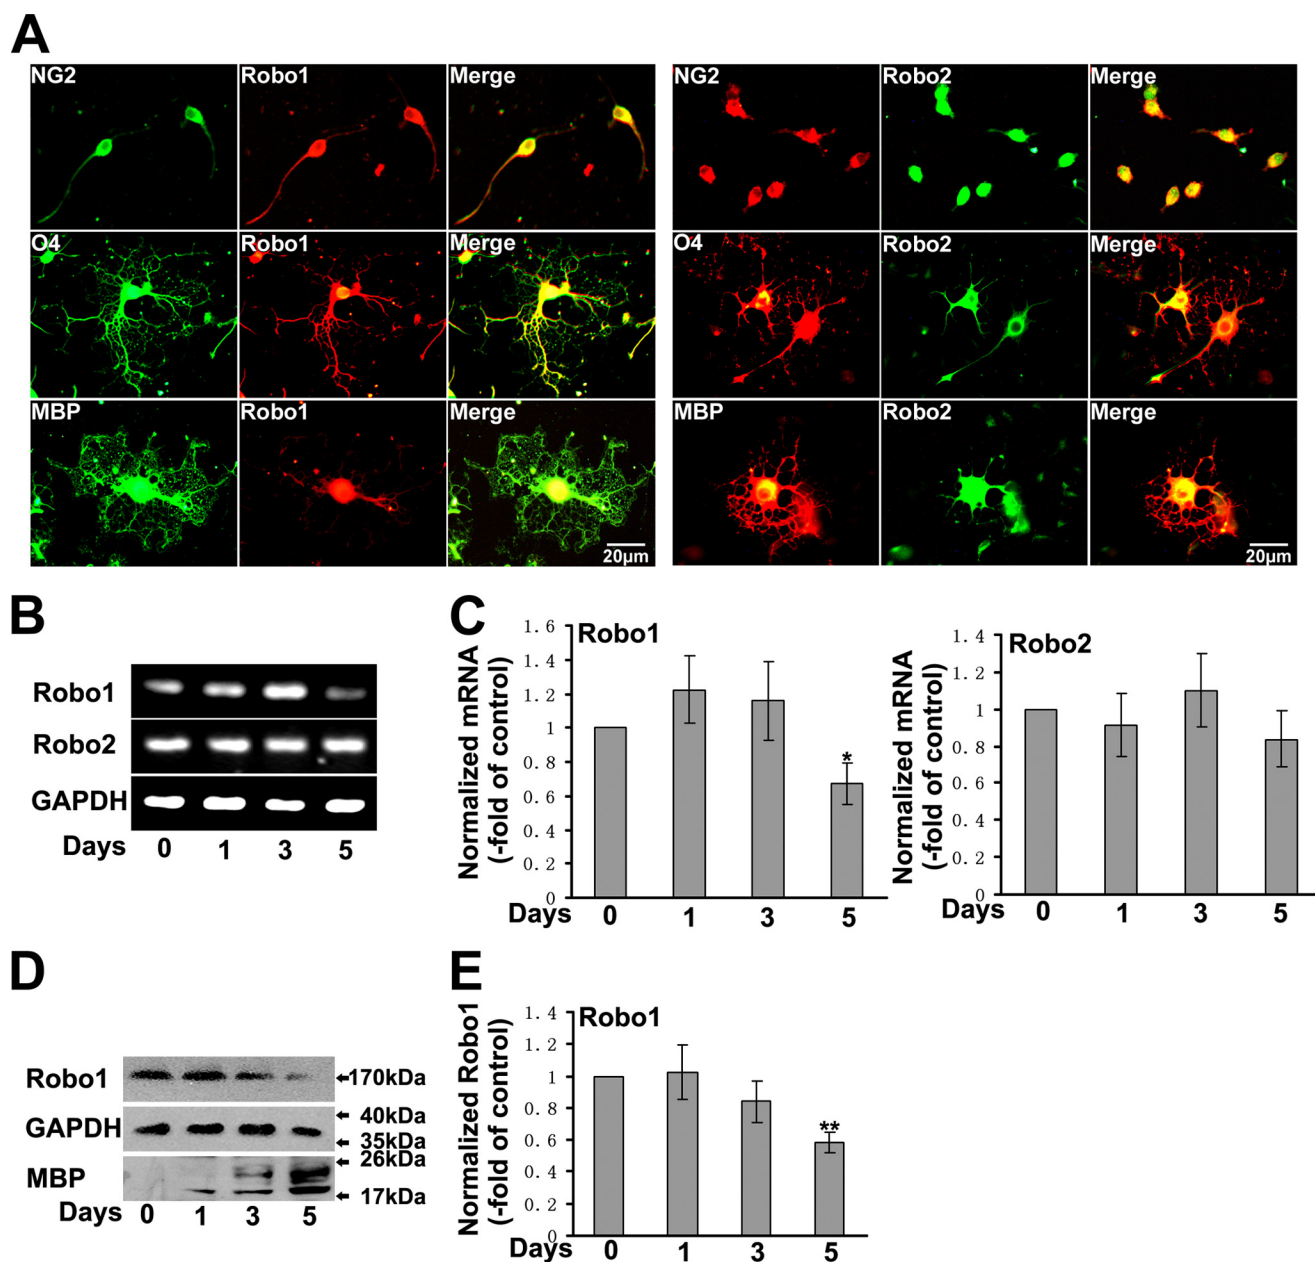 A
NG2 Robo1 Merge NG2 Robo2 Merge
O4 Robo1 Merge O4 Robo2 Merge
MBP Robo1 Merge MBP Robo2 Merge
20µm 20µm
B
Robo1
Robo2
GAPDH
Days 0 1 3 5
C
Normalized mRNA
(-fold of control)
Robo1
1.6
1.4
1.2
1
0.8
0.6
0.4
0.2
0
*
Days 0 1 3 5
Normalized mRNA
(-fold of control)
Robo2
1.4
1.2
1
0.8
0.6
0.4
0.2
0
Days 0 1 3 5
D
Robo1 170kDa
GAPDH 40kDa
35kDa
MBP 26kDa
17kDa
Days 0 1 3 5
E
Normalized Robo1
(-fold of control)
Robo1
1.4
1.2
1
0.8
0.6
0.4
0.2
0
**
Days 0 1 3 5